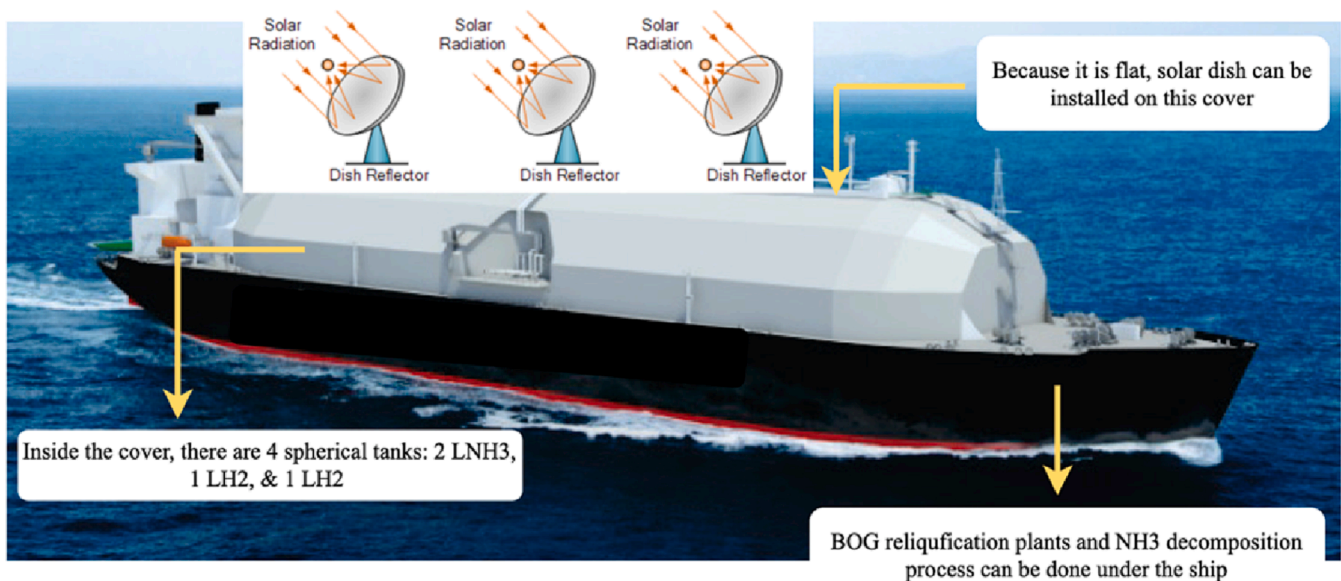 Solar
Radiation
Dish Reflector
Solar
Radiation
Dish Reflector
Solar
Radiation
Dish Reflector
Because it is flat, solar dish can be
installed on this cover
Inside the cover, there are 4 spherical tanks: 2 LNH3,
1 LH2, & 1 LH2
BOG reliqufication plants and NH3 decomposition
process can be done under the ship